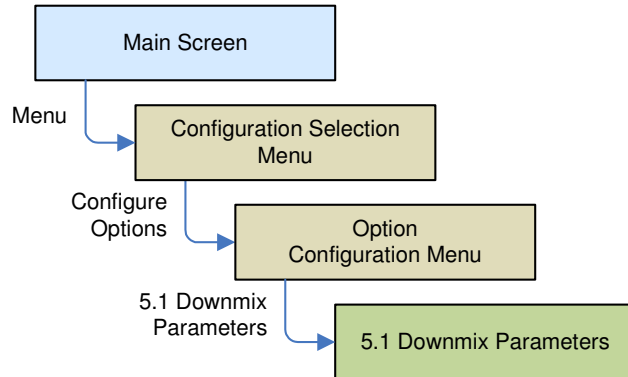 Main Screen
Menu
Configuration Selection
Menu
Configure
Options
Option
Configuration Menu
5.1 Downmix
Parameters
5.1 Downmix Parameters